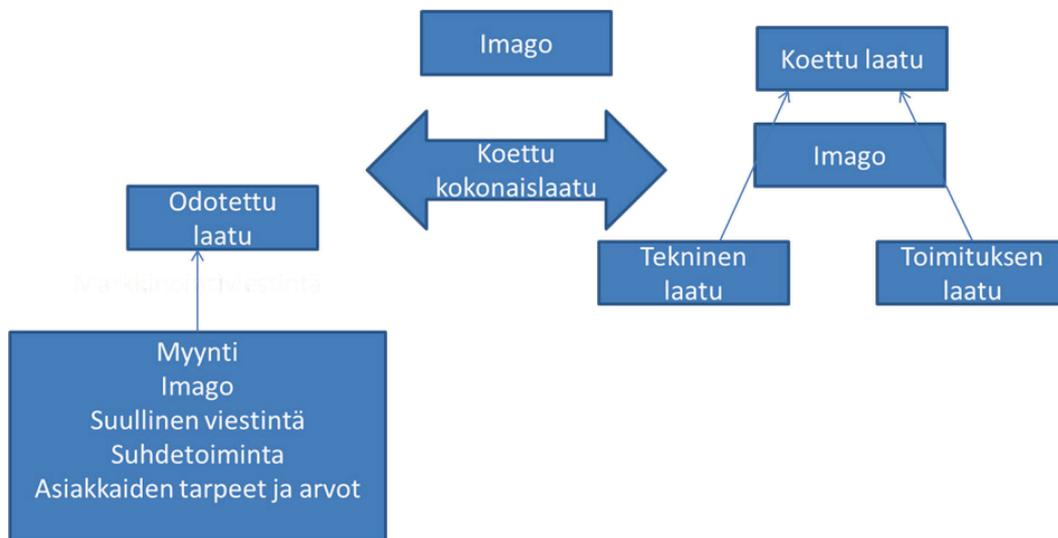 Imago
Koettu laatu
Koettu
kokonaislaatu
Imago
Odotettu
laatu
Tekninen
laatu
Toimituksen
laatu
Markkinointiviestintä
Myynti
Imago
Suullinen viestintä
Suhdetoiminta
Asiakkaiden tarpeet ja arvot